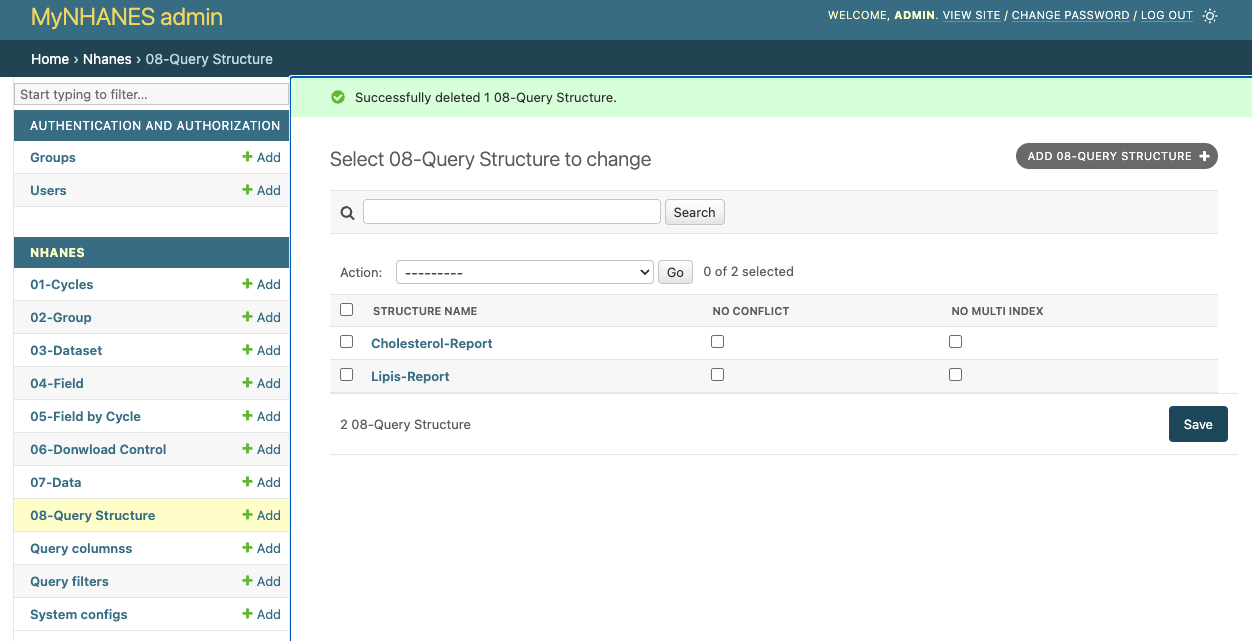 MyNHANES admin
WELCOME, ADMIN. VIEW SITE / CHANGE PASSWORD / LOG OUT
Home › Nhanes › 08-Query Structure
Start typing to filter...
AUTHENTICATION AND AUTHORIZATION
Groups Add
Users Add
NHANES
01-Cycles Add
02-Group Add
03-Dataset Add
04-Field Add
05-Field by Cycle Add
06-Donwload Control Add
07-Data Add
08-Query Structure Add
Query columnss Add
Query filters Add
System configs Add
Successfully deleted 1 08-Query Structure.
Select 08-Query Structure to change
ADD 08-QUERY STRUCTURE +
Search
Action: --------- Go 0 of 2 selected
STRUCTURE NAME NO CONFLICT NO MULTI INDEX
Cholesterol-Report
Lipis-Report
2 08-Query Structure
Save